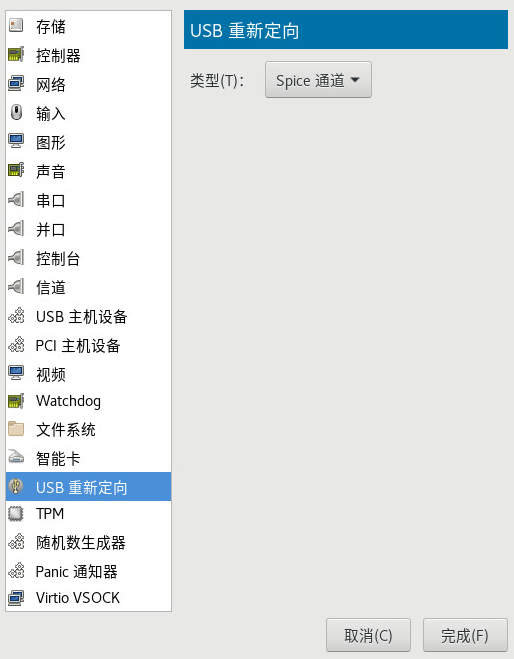 存储
控制器
网络
输入
图形
声音
串口
并口
控制台
信道
USB 主机设备
PCI 主机设备
视频
Watchdog
文件系统
智能卡
USB 重新定向
TPM
随机数生成器
Panic 通知器
Virtio VSOCK
USB 重新定向
类型(T): Spice 通道
取消(C) 完成(F)